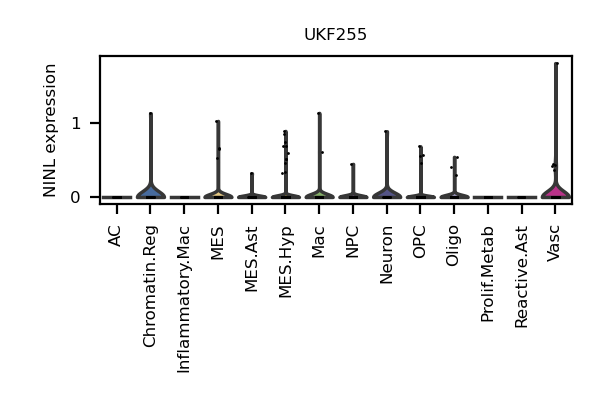 UKF255
NINL expression
1
0
AC
Chromatin.Reg
Inflammatory.Mac
MES
MES.Ast
MES.Hyp
Mac
NPC
Neuron
OPC
Oligo
Prolif.Metab
Reactive.Ast
Vasc